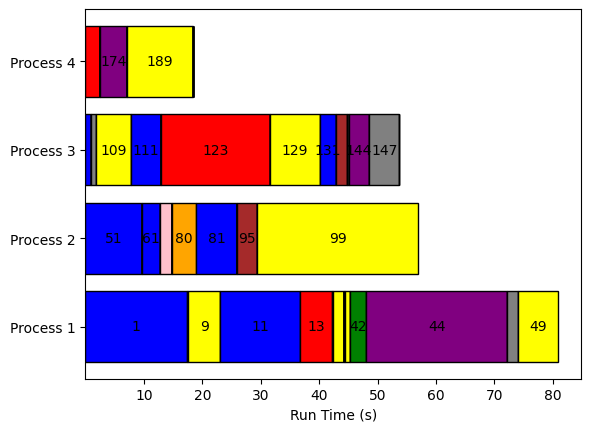 Process 4
174 189
Process 3
109 111 123 129 131 144 147
Process 2
51 61 80 81 95 99
Process 1
1 9 11 13 42 44 49
10 20 30 40 50 60 70 80
Run Time (s)